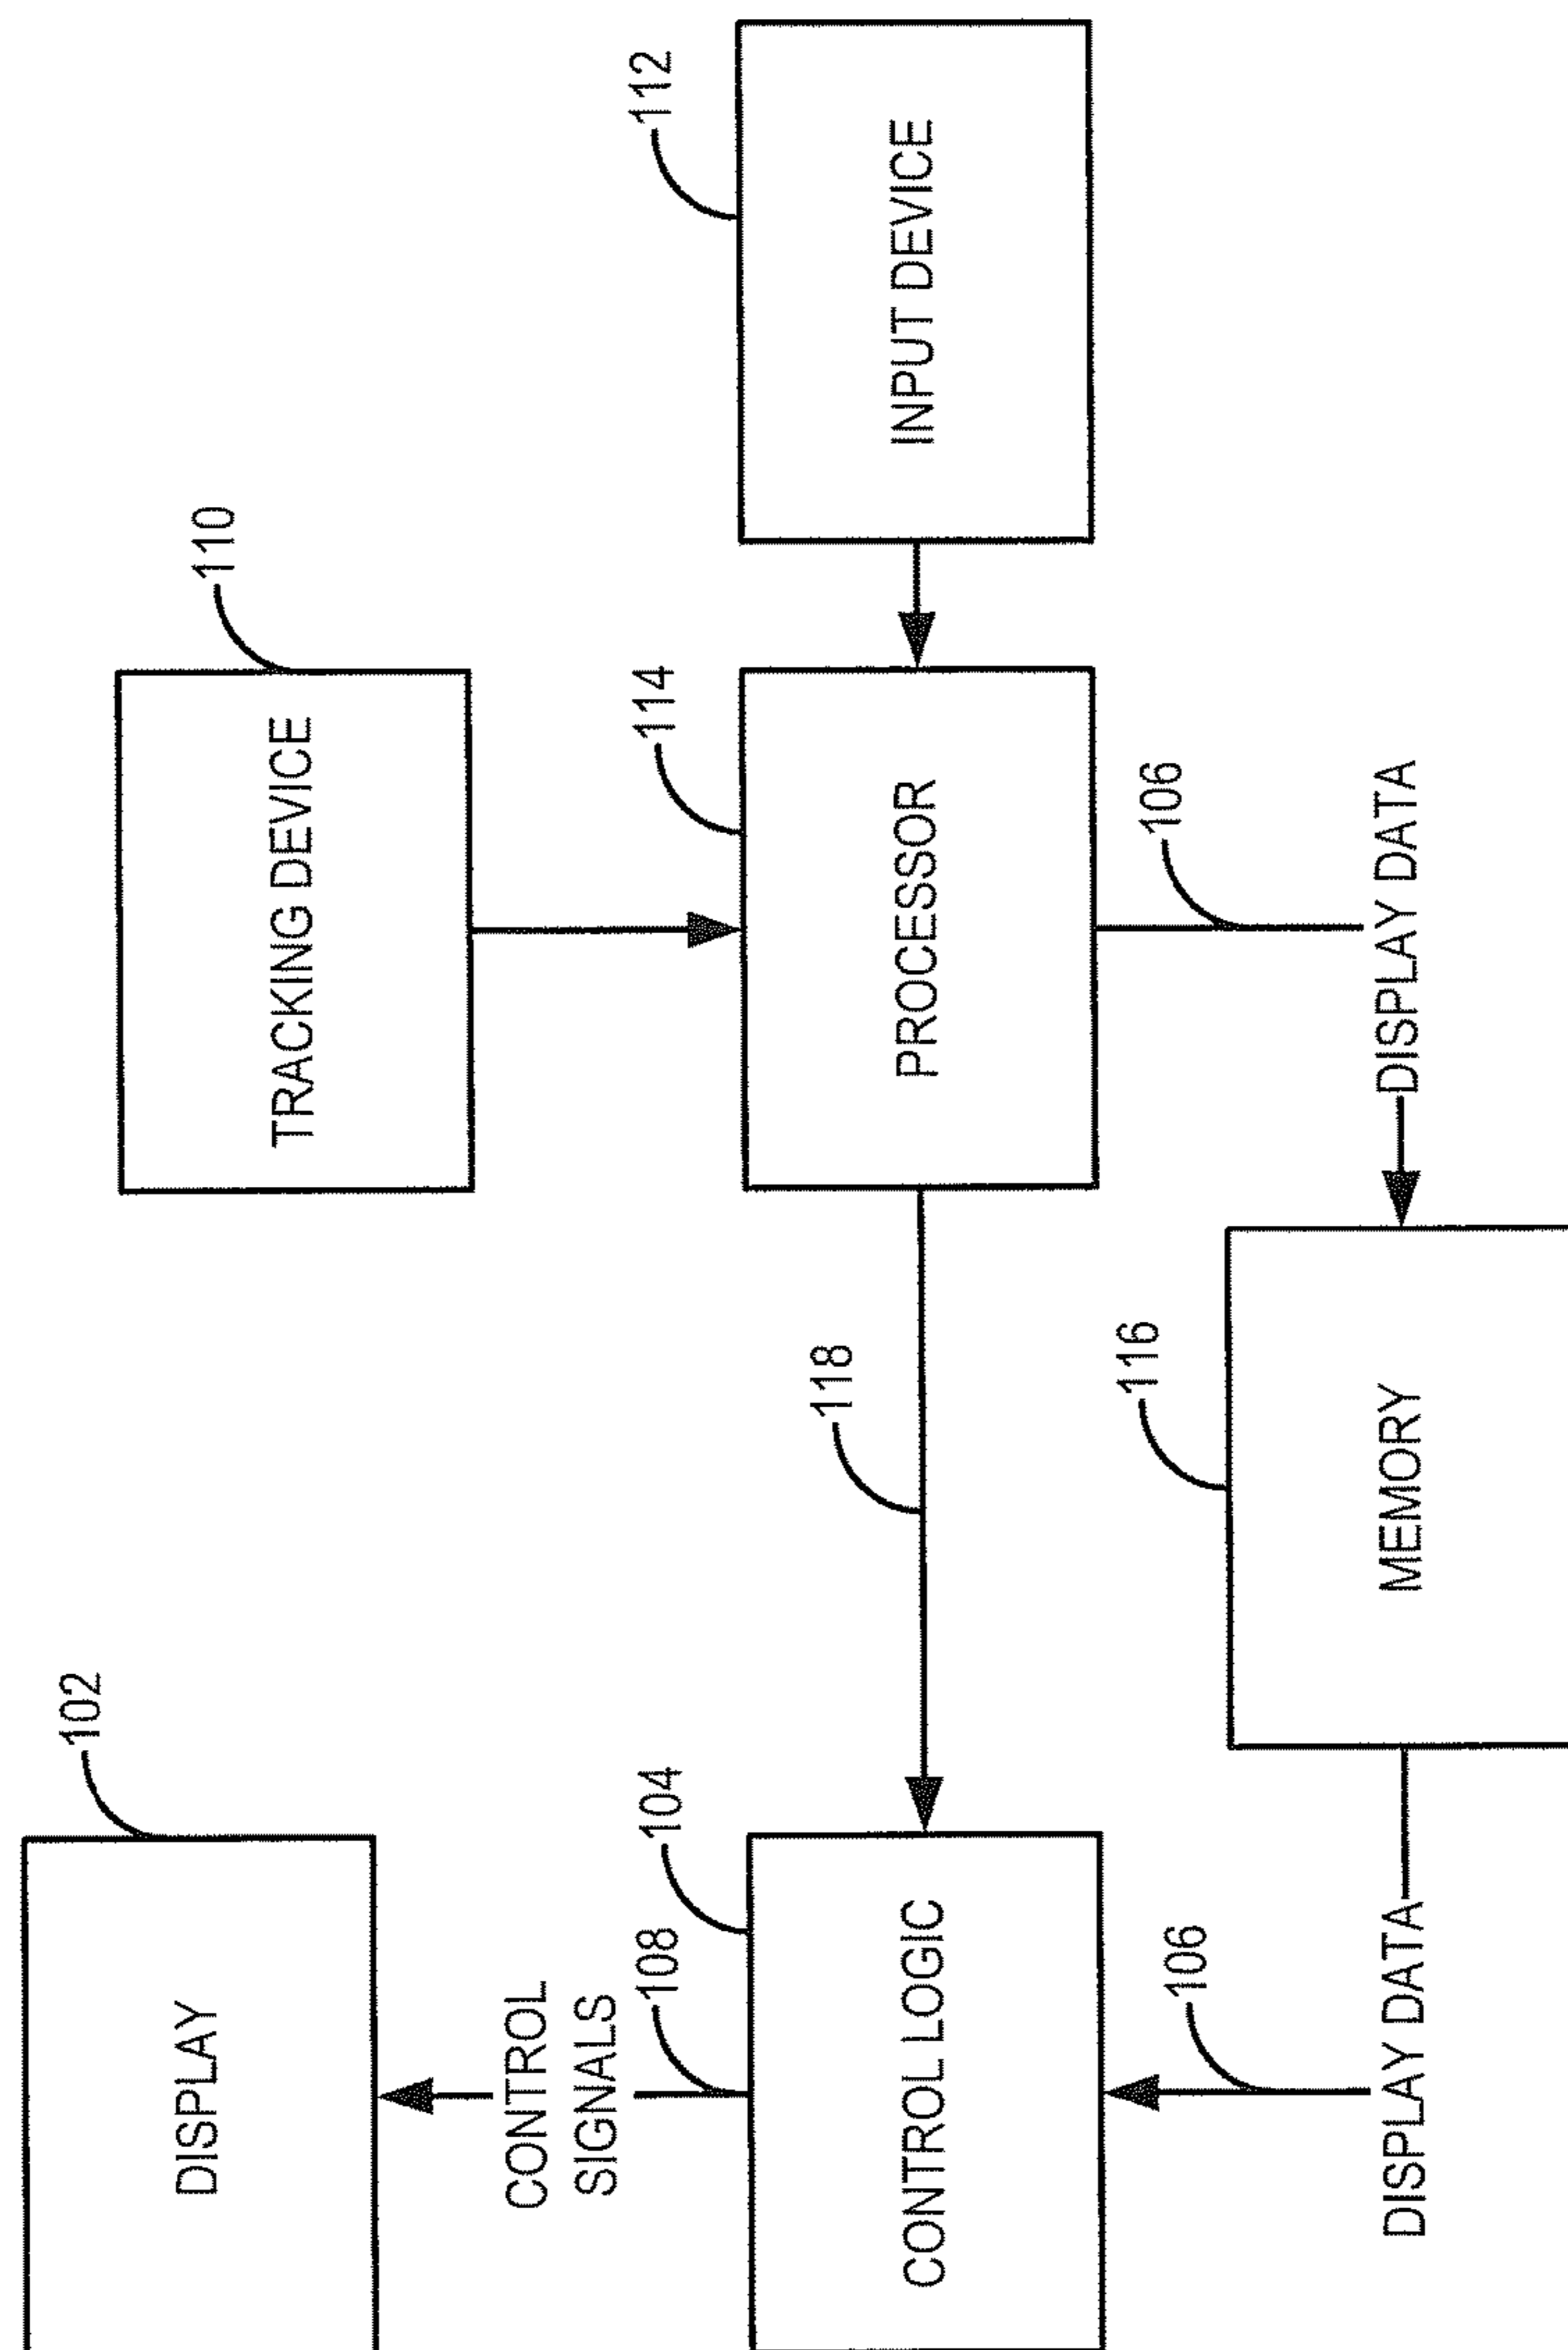 102
DISPLAY
110
TRACKING DEVICE
CONTROL
SIGNALS
108
104
114
112
118
CONTROL LOGIC
PROCESSOR
INPUT DEVICE
106
116
106
DISPLAY DATA
MEMORY
DISPLAY DATA